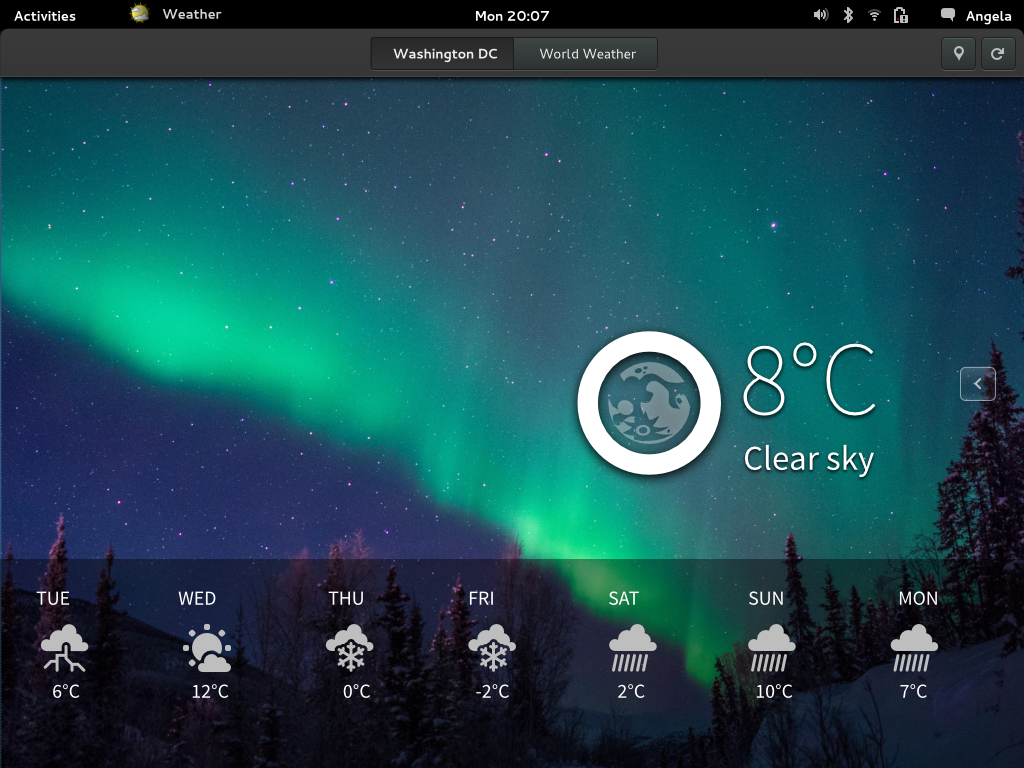 Activities
Weather
Mon 20:07
Angela
Washington DC
World Weather
8°C
Clear sky
TUE WED THU FRI SAT SUN MON
6°C 12°C 0°C -2°C 2°C 10°C 7°C